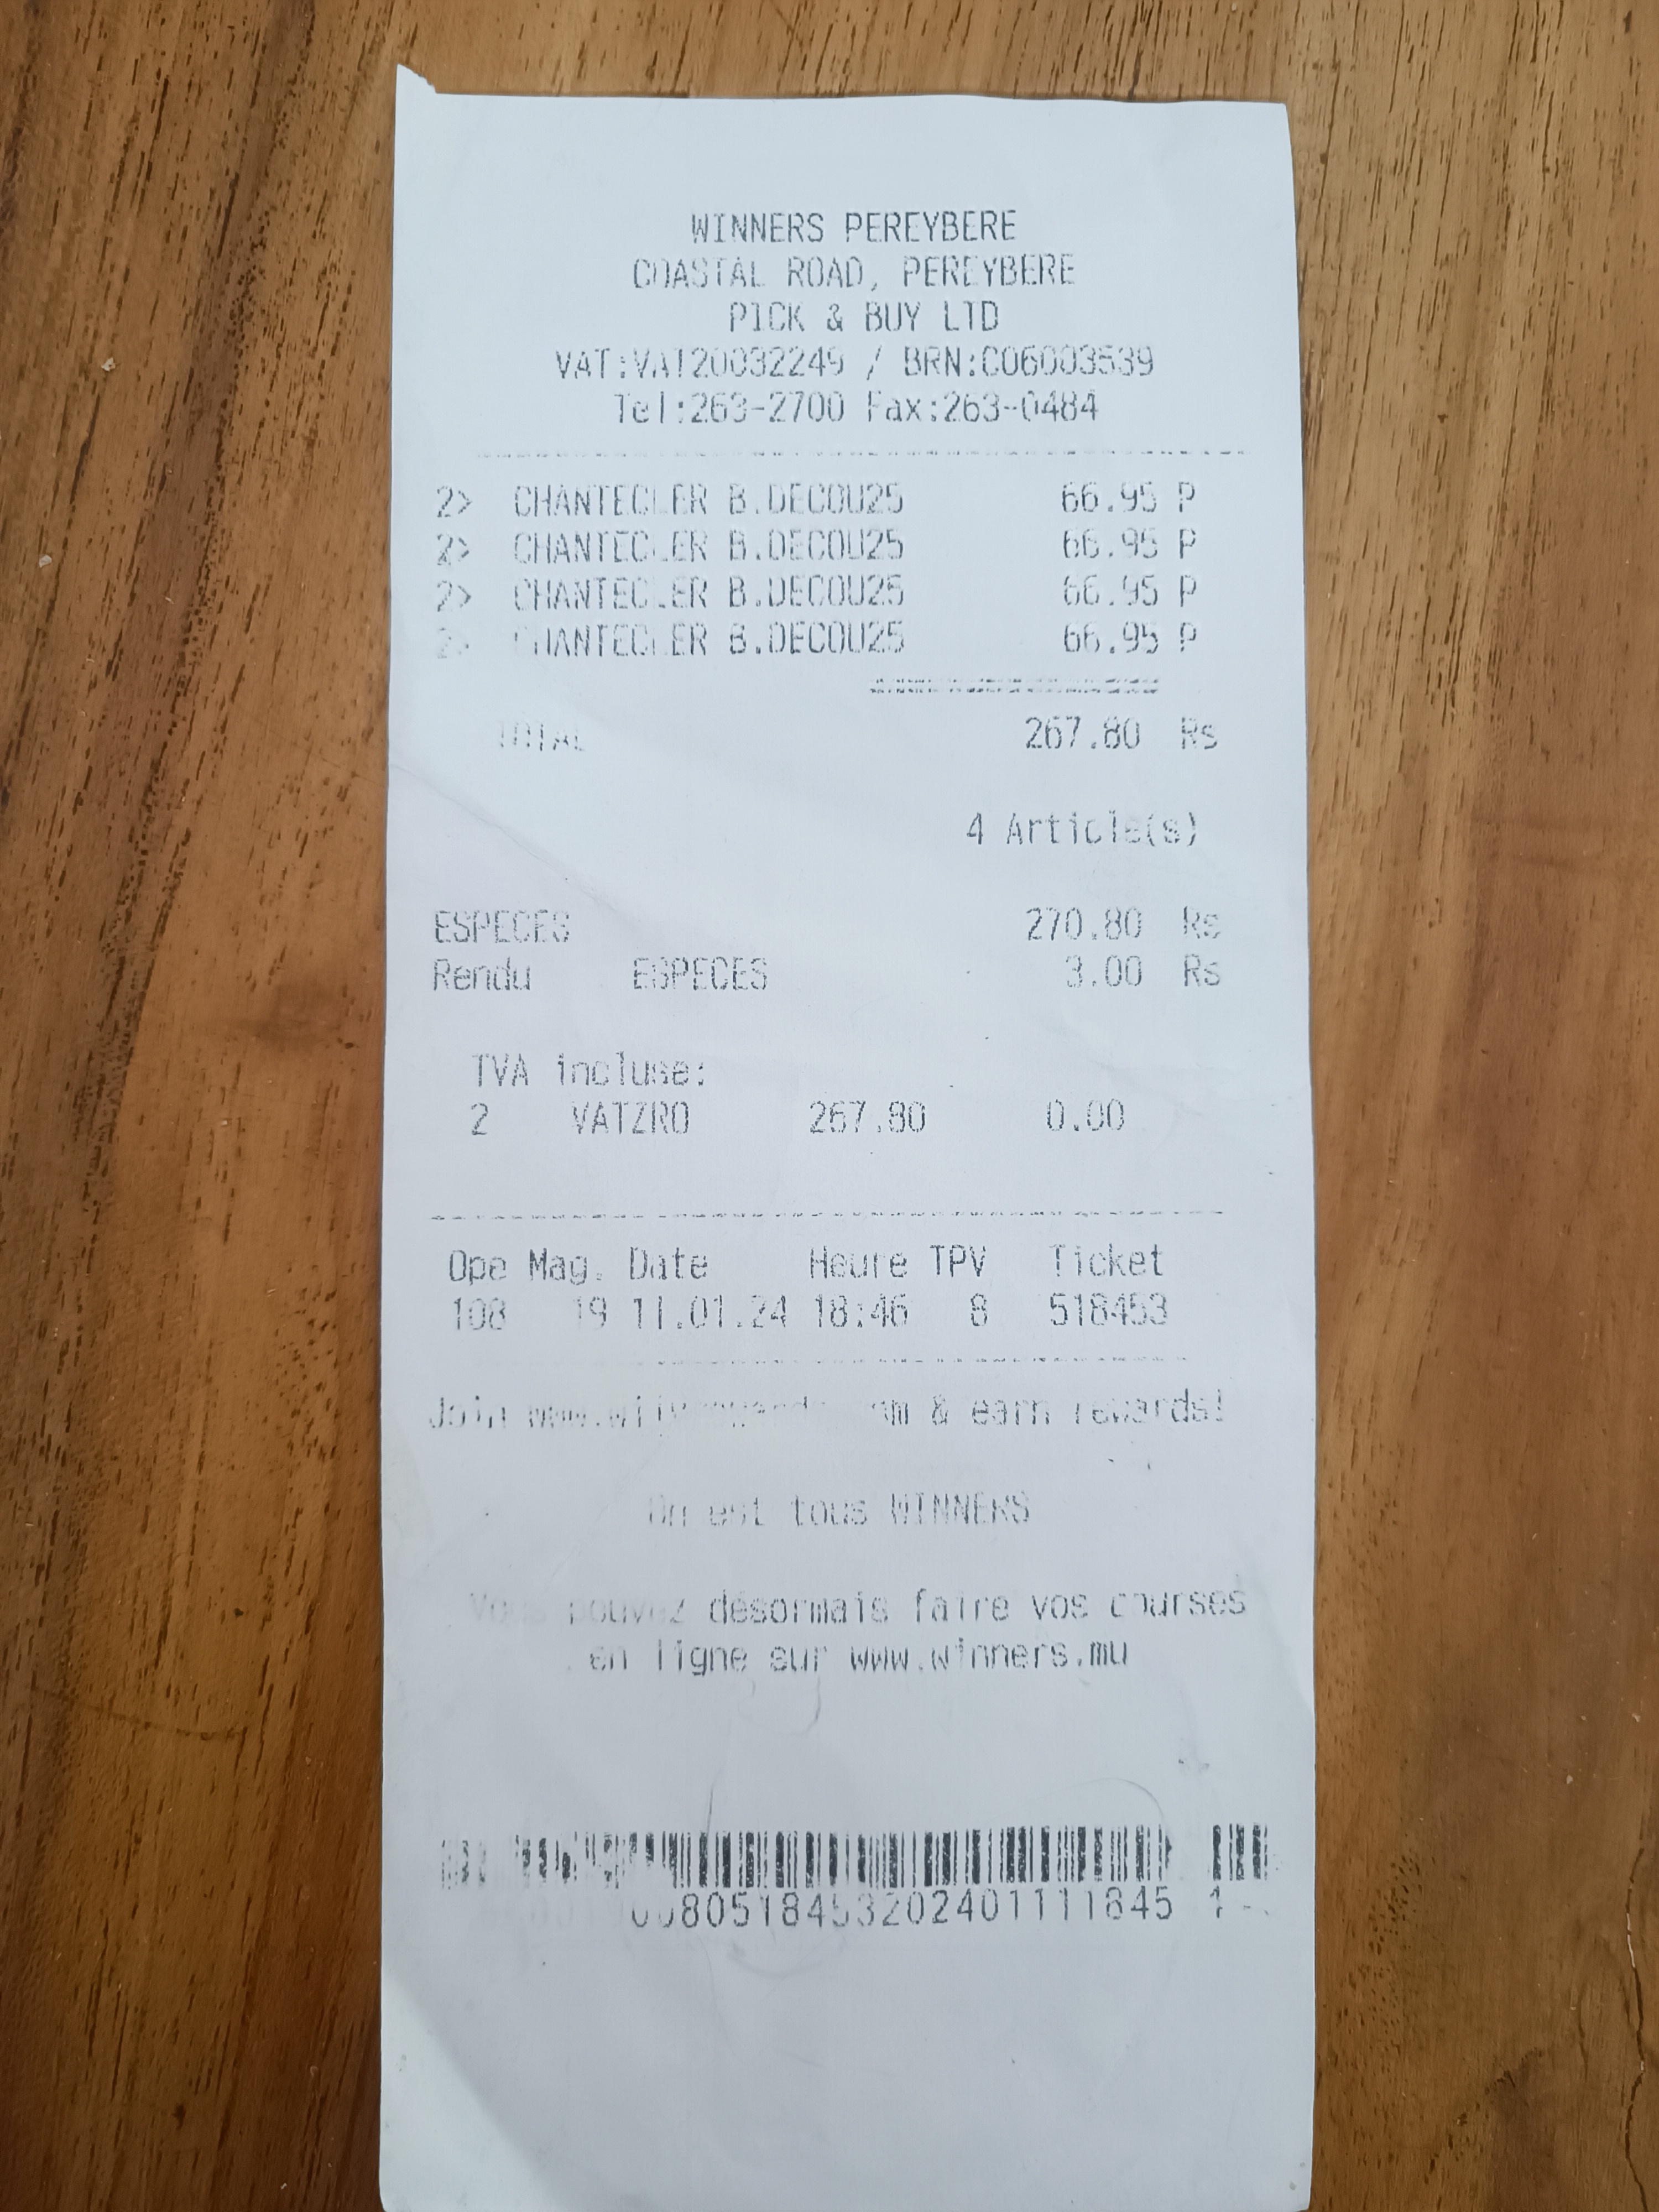 WINNERS PEREYBERE
COASTAL ROAD, PEREYBERE
PICK & BUY LTD
VAT:VAT20032249 / BRN:C06003539
Tel:263-2700 Fax:263-0484
2> CHANTECLER B.DECOU25 66.95 P
2> CHANTECLER B.DECOU25 66.95 P
2> CHANTECLER B.DECOU25 66.95 P
2> CHANTECLER B.DECOU25 66.95 P
TOTAL 267.80 Rs
4 Article(s)
ESPECES 270.80 Rs
Rendu ESPECES 3.00 Rs
TVA incluse:
2 VATZRO 267.80 0.00
Ope Mag. Date Heure TPV Ticket
108 19 11.01.24 18:46 8 518453
Join & earn rewards!
On est tous WINNERS
Vous pouvez désormais faire vos courses
en ligne sur www.winners.mu